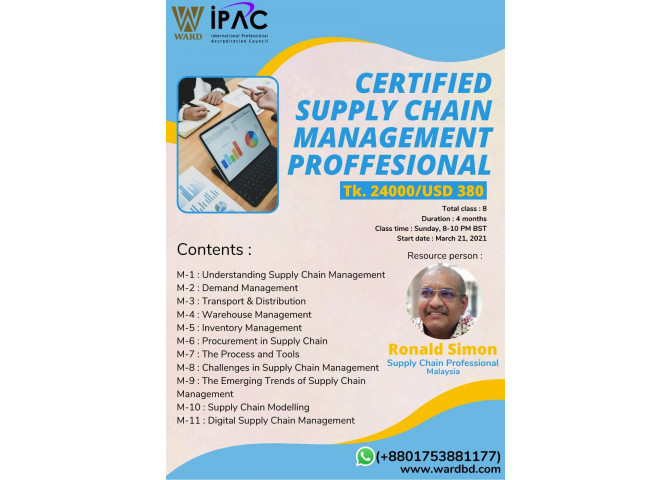 WARD
iPAC
International Professional
Accreditation Council
CERTIFIED
SUPPLY CHAIN
MANAGEMENT
PROFFESIONAL
Tk. 24000/USD 380
Total class : 8
Duration : 4 months
Class time : Sunday, 8-10 PM BST
Start date : March 21, 2021
Contents :
M-1 : Understanding Supply Chain Management
M-2 : Demand Management
M-3 : Transport & Distribution
M-4 : Warehouse Management
M-5 : Inventory Management
M-6 : Procurement in Supply Chain
M-7 : The Process and Tools
M-8 : Challenges in Supply Chain Management
M-9 : The Emerging Trends of Supply Chain
Management
M-10 : Supply Chain Modelling
M-11 : Digital Supply Chain Management
Resource person :
Ronald Simon
Supply Chain Professional
Malaysia
(+8801753881177)
www.wardbd.com